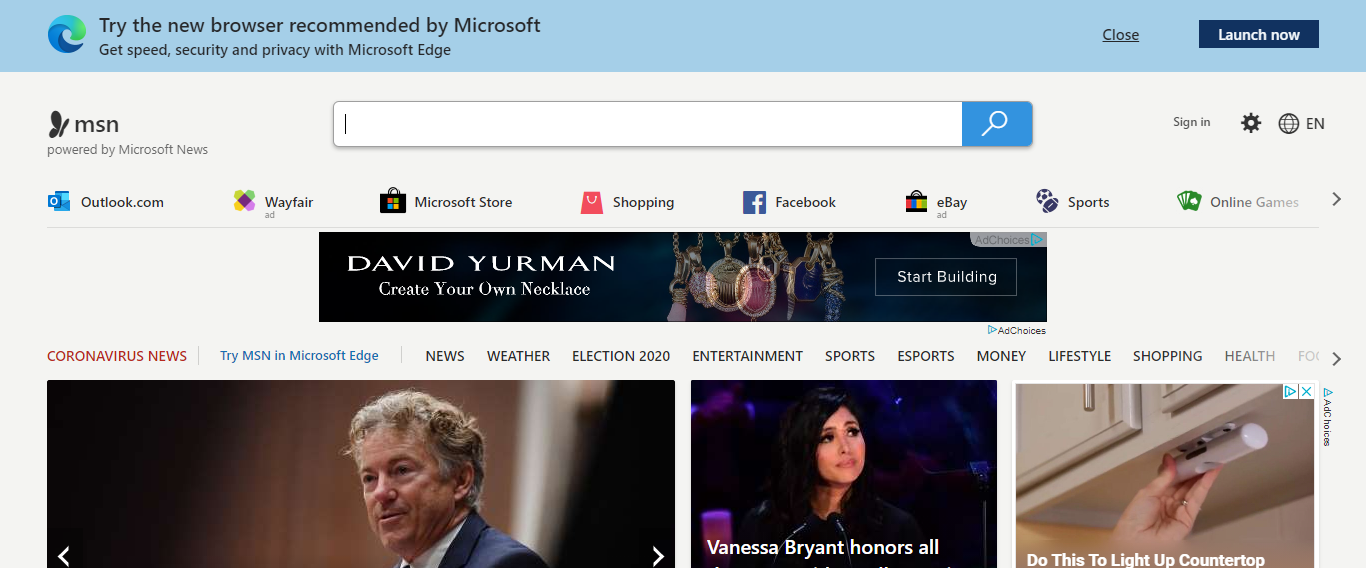 Try the new browser recommended by Microsoft
Get speed, security and privacy with Microsoft Edge
Close
Launch now
msn
powered by Microsoft News
Sign in
EN
Outlook.com
Wayfair
ad
Microsoft Store
Shopping
Facebook
eBay
ad
Sports
Online Games
AdChoices
DAVID YURMAN
Create Your Own Necklace
Start Building
AdChoices
CORONAVIRUS NEWS
Try MSN in Microsoft Edge
NEWS
WEATHER
ELECTION 2020
ENTERTAINMENT
SPORTS
ESPORTS
MONEY
LIFESTYLE
SHOPPING
HEALTH
AdChoices
Vanessa Bryant honors all
Do This To Light Up Countertop